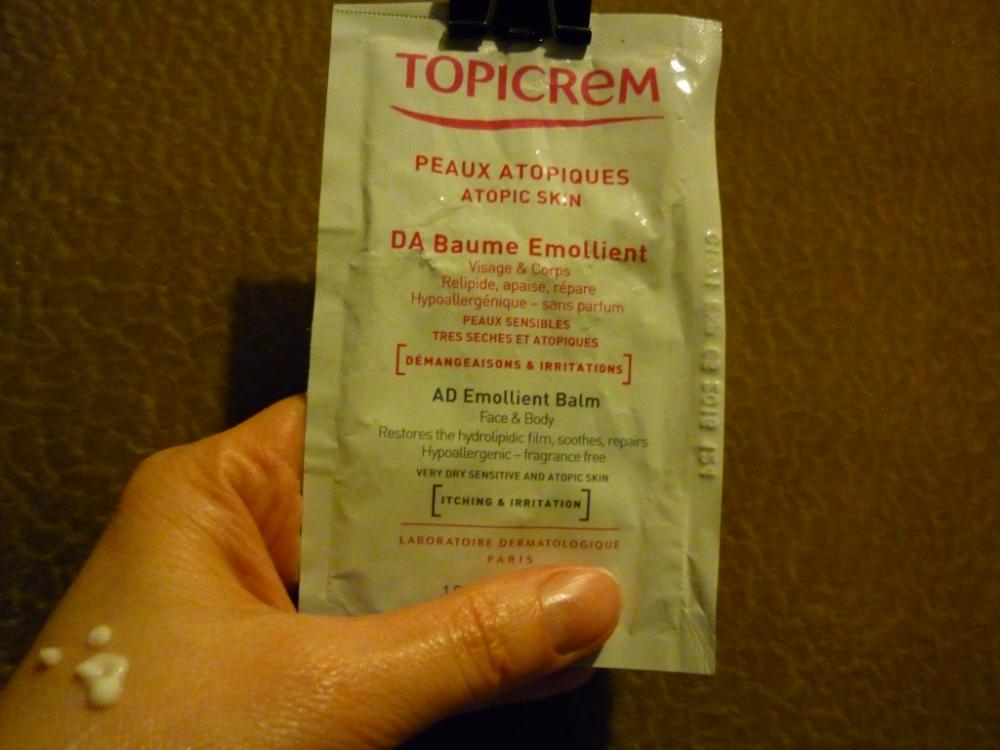 TOPICReM
PEAUX ATOPIQUES
ATOPIC SKIN
DA Baume Emollient
Visage & Corps
Relipide, apaise, répare
Hypoallergénique – sans parfum
PEAUX SENSIBLES
TRES SECHES ET ATOPIQUES
[DÉMANGEAISONS & IRRITATIONS]
AD Emollient Balm
Face & Body
Restores the hydrolipidic film, soothes, repairs
Hypoallergenic – fragrance free
VERY DRY SENSITIVE AND ATOPIC SKIN
[ITCHING & IRRITATION]
LABORATOIRE DERMATOLOGIQUE
PARIS